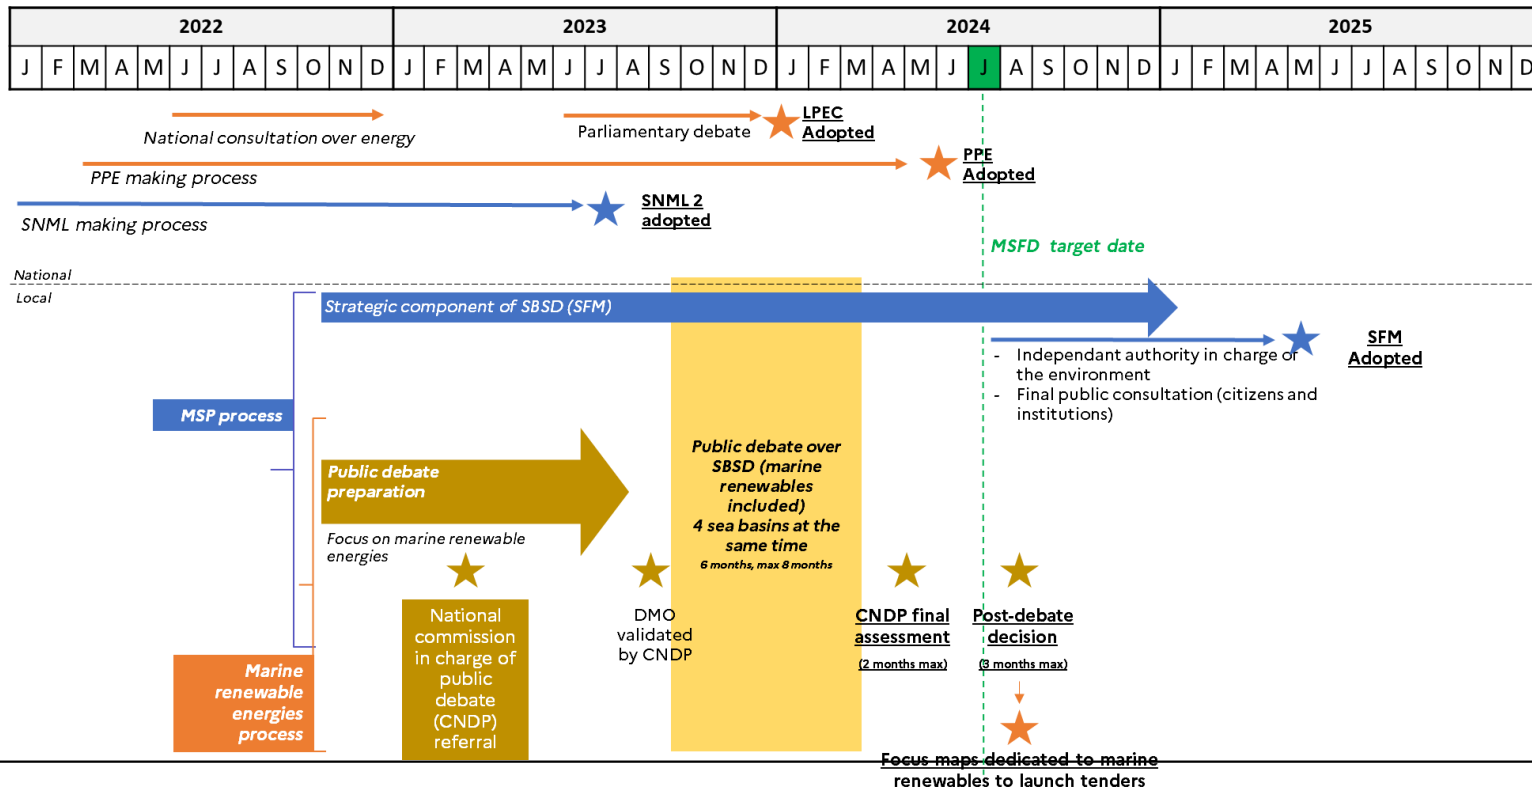 2022 2023 2024 2025
J F M A M J J A S O N D J F M A M J J A S O N D J F M A M J J A S O N D J F M A M J J A S O N D
National consultation over energy
Parliamentary debate
LPEC
Adopted
PPE making process
PPE
Adopted
SNML making process
SNML 2
adopted
MSFD target date
National
Local
Strategic component of SBSD (SFM)
- Independant authority in charge of
the environment
- Final public consultation (citizens and
institutions)
SFM
Adopted
MSP process
Public debate
preparation
Focus on marine renewable
energies
Public debate over
SBSD (marine
renewables
included)
4 sea basins at the
same time
6 months, max 8 months
National
commission
in charge of
public
debate
(CNDP)
referral
DMO
validated
by CNDP
CNDP final
assessment
(2 months max)
Post-debate
decision
(3 months max)
Marine
renewable
energies
process
Focus maps dedicated to marine
renewables to launch tenders